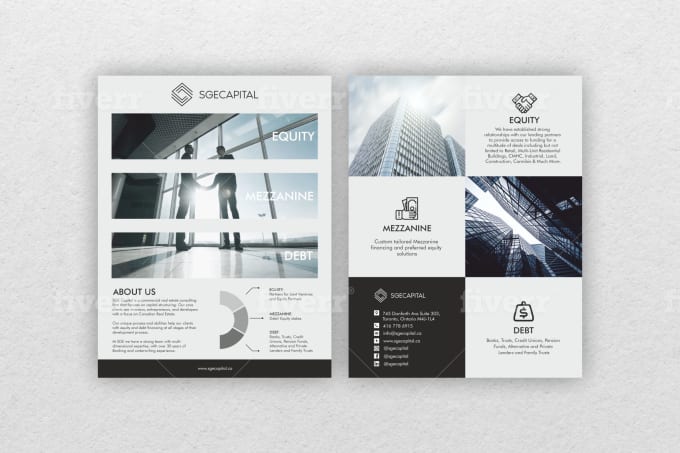 SGECAPITAL
EQUITY
MEZZANINE
DEBT
ABOUT US
SGE Capital is a commercial real estate consulting
firm that focuses on capital structuring. Our core
clients are investors, entrepreneurs, and developers
with a focus on Canadian Real Estate.
Our unique process and abilities help our clients
with equity and debt financing at all stages of their
development process.
At SGE we have a strong team with multi-
dimensional expertise, with over 30 years of
Banking and underwriting experience.
EQUITY
Partners for Joint Ventures
and Equity Partners
MEZZANINE
Debt Equity stakes
DEBT
Banks, Trusts, Credit
Unions, Pension Funds,
Alternative and Private
Lenders and Family Trusts
www.sgecapital.ca
EQUITY
We have established strong
relationships with our lending partners
to provide access to funding for a
multitude of deals including but not
limited to Retail, Multi-Unit Residential
Buildings, CMHC, Industrial, Land,
Construction, Cannibis & Much More.
MEZZANINE
Custom tailored Mezzanine
financing and preferred equity
solutions
SGECAPITAL
765 Danforth Ave Suite 303,
Toronto, Ontario M4J-1L4
416 778 6915
info@sgecapital.ca
www.sgecapital.ca
@sgecapital
@sgecapital
@sgecapital
DEBT
Banks, Trusts, Credit Unions, Pension
Funds, Alternative and Private
Lenders and Family Trusts
fiverr
fiverr
fiverr
fiverr